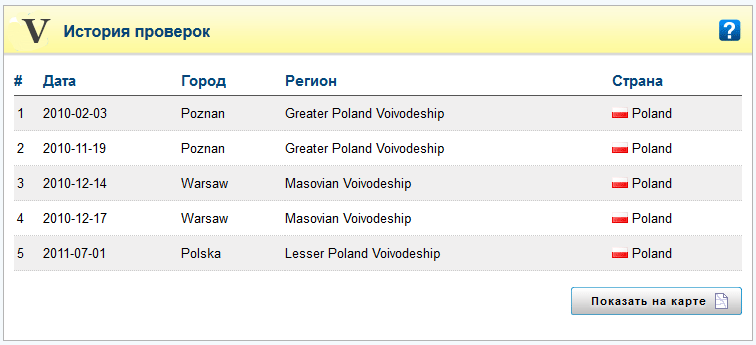 V История проверок ?
# Дата Город Регион Страна
1 2010-02-03 Poznan Greater Poland Voivodeship Poland
2 2010-11-19 Poznan Greater Poland Voivodeship Poland
3 2010-12-14 Warsaw Masovian Voivodeship Poland
4 2010-12-17 Warsaw Masovian Voivodeship Poland
5 2011-07-01 Polska Lesser Poland Voivodeship Poland
Показать на карте